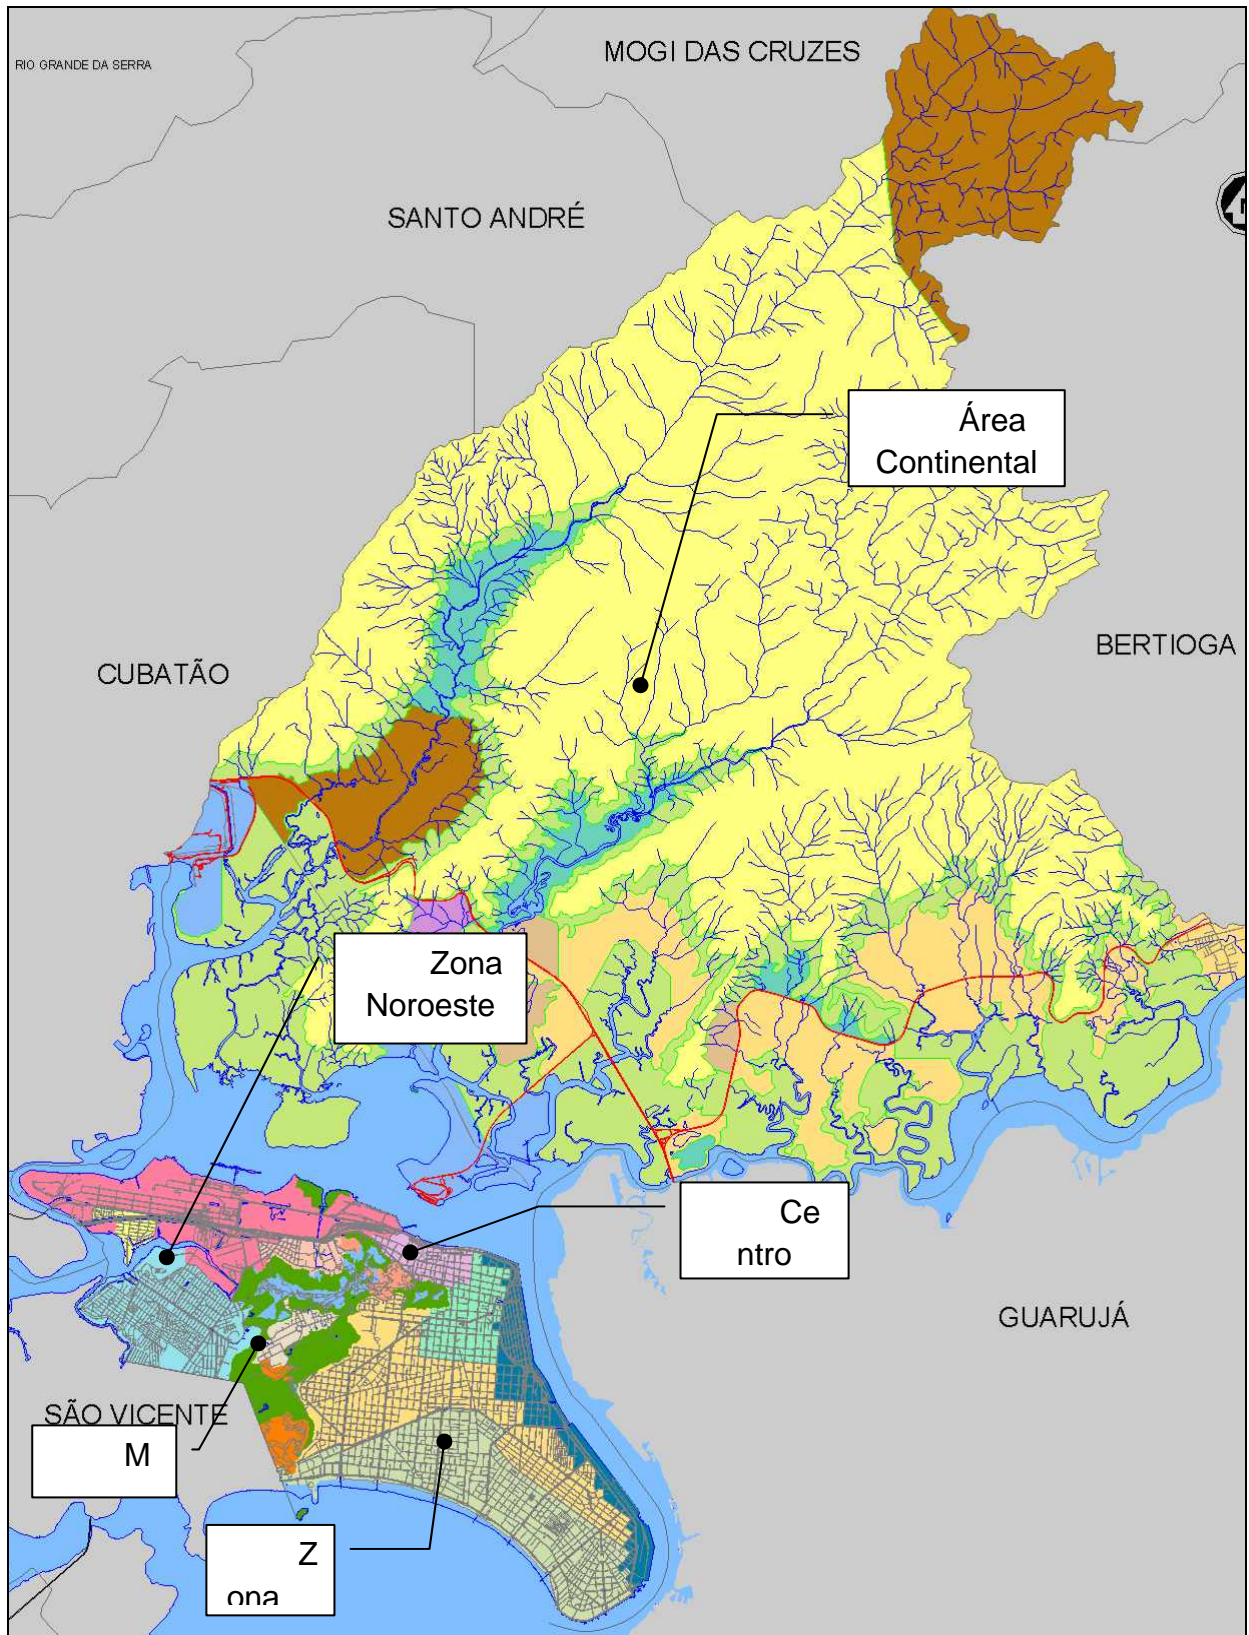 MOGI DAS CRUZES
RIO GRANDE DA SERRA
SANTO ANDRÉ
Área
Continental
BERTIOGA
CUBATÃO
Zona
Noroeste
Ce
ntro
GUARUJÁ
SÃO VICENTE
M
Z
ona